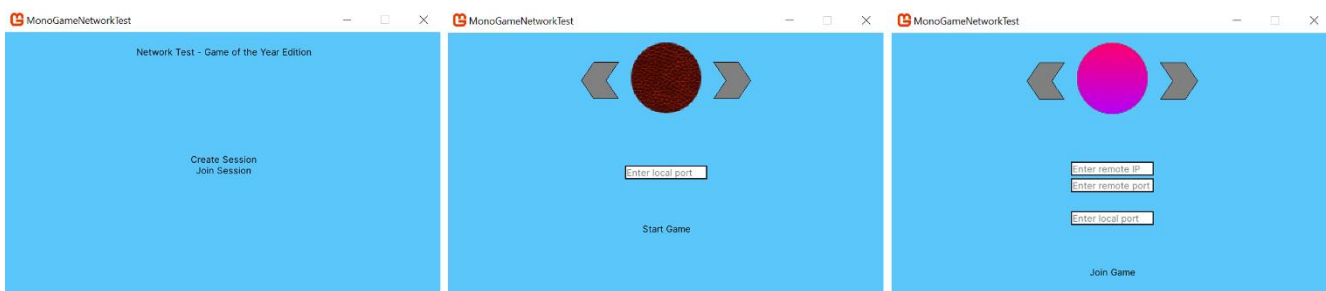 MonoGameNetworkTest
Network Test - Game of the Year Edition
Create Session
Join Session
MonoGameNetworkTest
Enter local port
Start Game
MonoGameNetworkTest
Enter remote IP
Enter remote port
Enter local port
Join Game